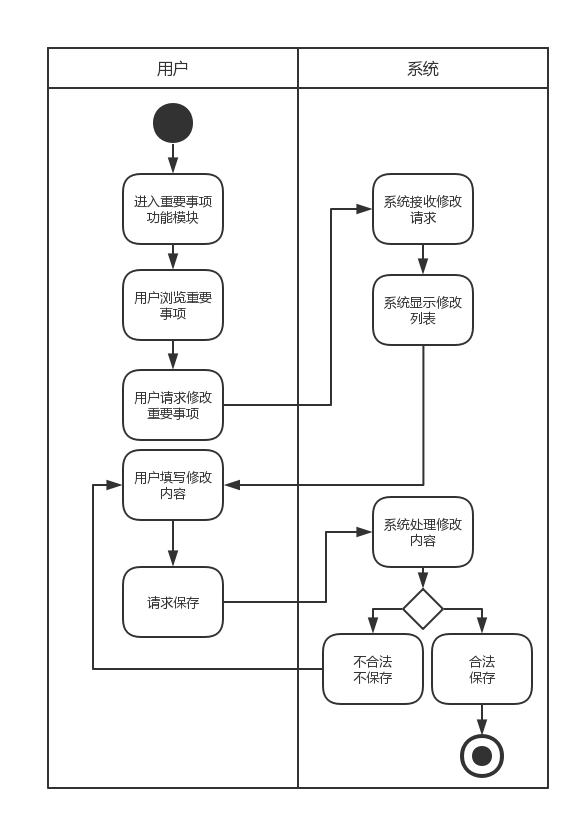 用户
系统
进入重要事项
功能模块
用户浏览重要
事项
用户请求修改
重要事项
系统接收修改
请求
系统显示修改
列表
用户填写修改
内容
请求保存
系统处理修改
内容
不合法
不保存
合法
保存